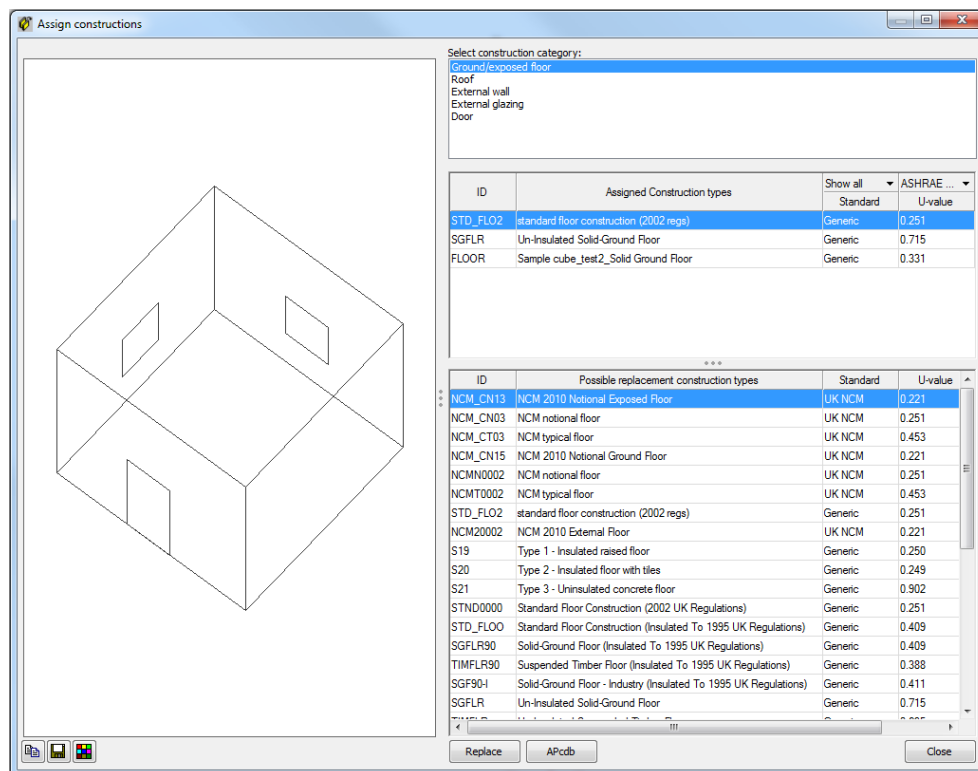 Assign constructions
Select construction category:
Ground/exposed floor
Roof
External wall
External glazing
Door
ID Assigned Construction types Show all ASHRAE ...
Standard U-value
STD_FLO2 standard floor construction (2002 regs) Generic 0.251
SGFLR Un-Insulated Solid-Ground Floor Generic 0.715
FLOOR Sample cube_test2_Solid Ground Floor Generic 0.331
ID Possible replacement construction types Standard U-value
NCM_CN13 NCM 2010 Notional Exposed Floor UK NCM 0.221
NCM_CN03 NCM notional floor UK NCM 0.251
NCM_CT03 NCM typical floor UK NCM 0.453
NCM_CN15 NCM 2010 Notional Ground Floor UK NCM 0.221
NCMN0002 NCM notional floor UK NCM 0.251
NCMT0002 NCM typical floor UK NCM 0.453
STD_FLO2 standard floor construction (2002 regs) Generic 0.251
NCM20002 NCM 2010 External Floor UK NCM 0.221
S19 Type 1 - Insulated raised floor Generic 0.250
S20 Type 2 - Insulated floor with tiles Generic 0.249
S21 Type 3 - Uninsulated concrete floor Generic 0.902
STND0000 Standard Floor Construction (2002 UK Regulations) Generic 0.251
STD_FLOO Standard Floor Construction (Insulated To 1995 UK Regulations) Generic 0.409
SGFLR90 Solid-Ground Floor (Insulated To 1995 UK Regulations) Generic 0.409
TIMFLR90 Suspended Timber Floor (Insulated To 1995 UK Regulations) Generic 0.388
SGF90-I Solid-Ground Floor - Industry (Insulated To 1995 UK Regulations) Generic 0.411
SGFLR Un-Insulated Solid-Ground Floor Generic 0.715
Replace APcdb Close